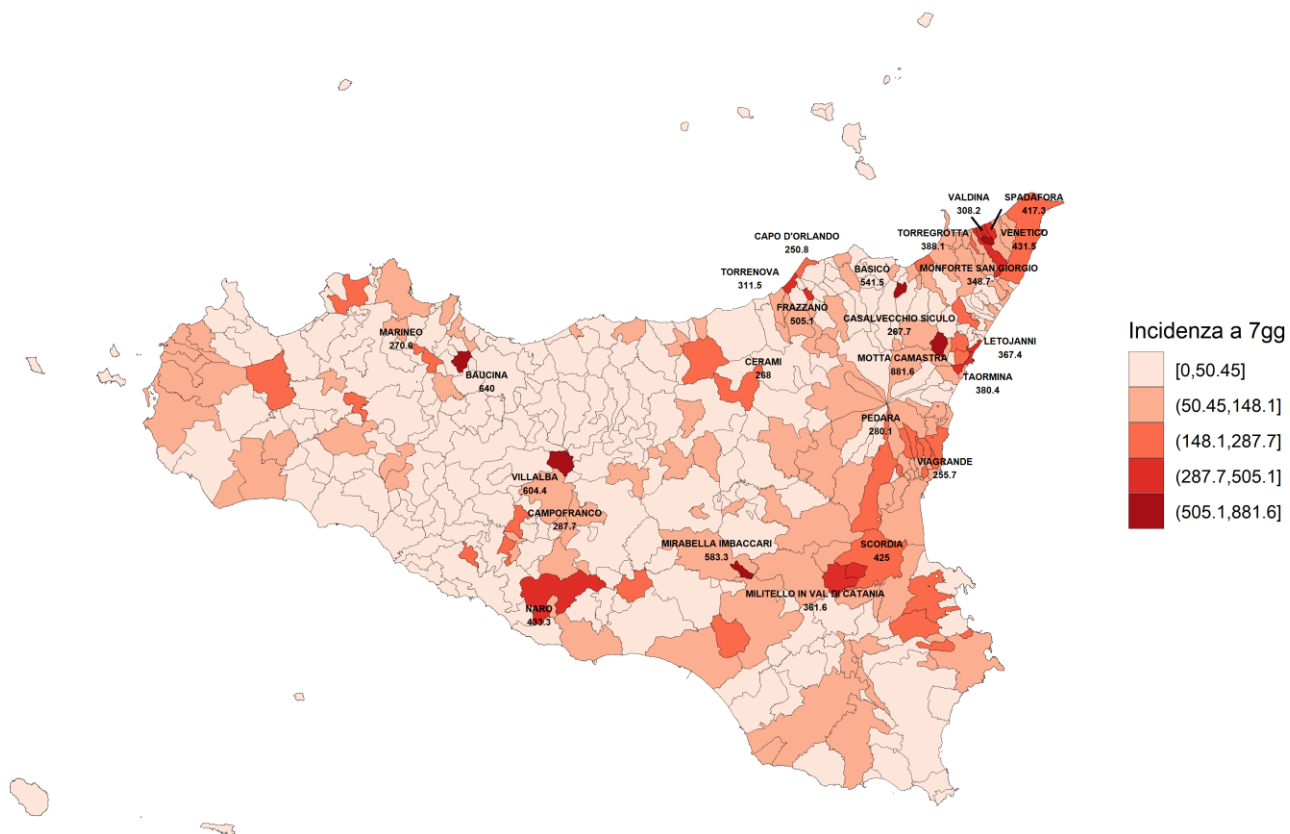 VALDINA
308.2
SPADAFORA
417.3
CAPO D'ORLANDO
250.8
TORREGROTTA
388.1
VENETICO
431.5
TORRENOVA
311.5
BASICÒ
541.5
MONFORTE SAN GIORGIO
348.7
FRAZZANÒ
505.1
CASALVECCHIO SICULO
267.7
MARINEO
270.6
LETOJANNI
367.4
BAUCINA
640
CERAMI
268
MOTTA CAMASTRA
881.6
TAORMINA
380.4
PEDARA
280.1
VIAGRANDE
255.7
VILLALBA
604.4
CAMPOFRANCO
287.7
MIRABELLA IMBACCARI
583.3
SCORDIA
425
MILITELLO IN VAL DI CATANIA
361.6
NARO
433.3
Incidenza a 7gg
[0,50.45]
(50.45,148.1]
(148.1,287.7]
(287.7,505.1]
(505.1,881.6]